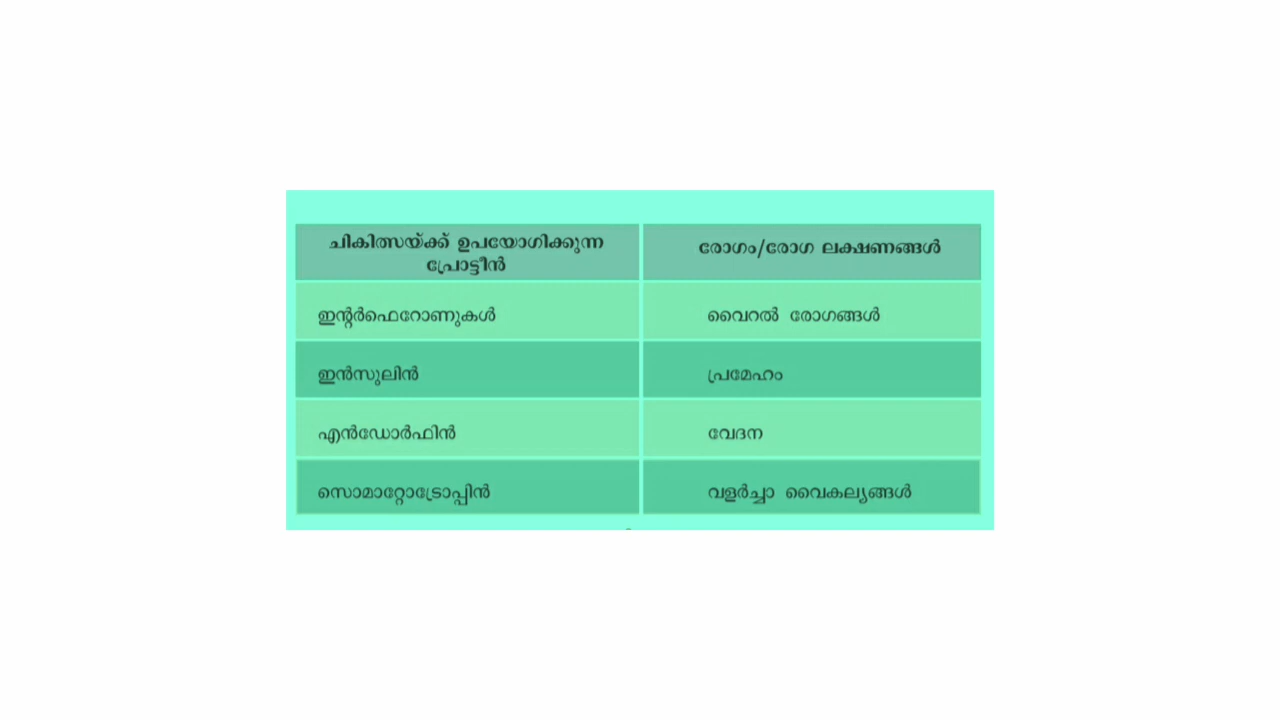 ചികിത്സയ്ക്ക് ഉപയോഗിക്കുന്ന
പ്രോട്ടീൻ
രോഗം/രോഗ ലക്ഷണങ്ങൾ
ഇന്റർഫെറോണുകൾ
വൈറൽ രോഗങ്ങൾ
ഇൻസുലിൻ
പ്രമേഹം
എൻഡോർഫിൻ
വേദന
സൊമാറ്റോട്രോപ്പിൻ
വളർച്ചാ വൈകല്യങ്ങൾ